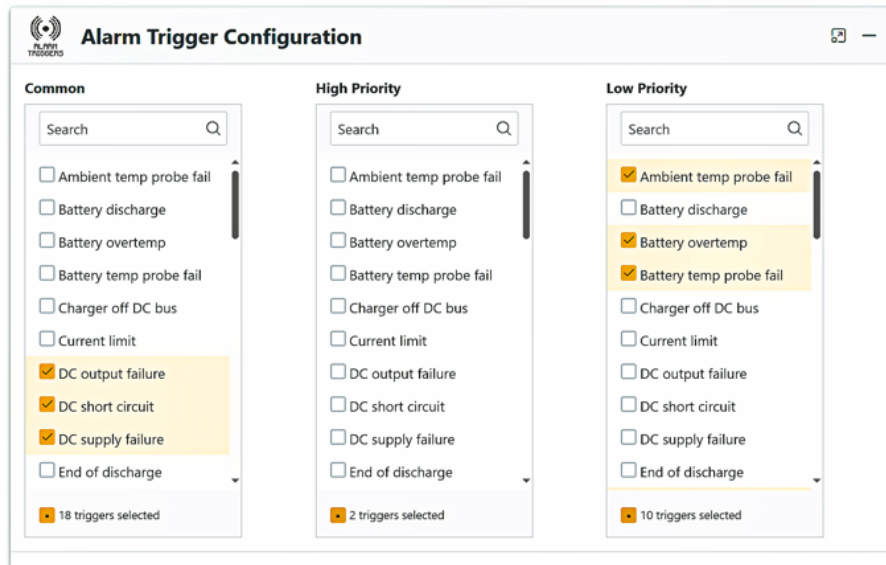 ALARM
TRIGGERS
Alarm Trigger Configuration
Common
Search
Ambient temp probe fail
Battery discharge
Battery overtemp
Battery temp probe fail
Charger off DC bus
Current limit
DC output failure
DC short circuit
DC supply failure
End of discharge
18 triggers selected
High Priority
Search
Ambient temp probe fail
Battery discharge
Battery overtemp
Battery temp probe fail
Charger off DC bus
Current limit
DC output failure
DC short circuit
DC supply failure
End of discharge
2 triggers selected
Low Priority
Search
Ambient temp probe fail
Battery discharge
Battery overtemp
Battery temp probe fail
Charger off DC bus
Current limit
DC output failure
DC short circuit
DC supply failure
End of discharge
10 triggers selected